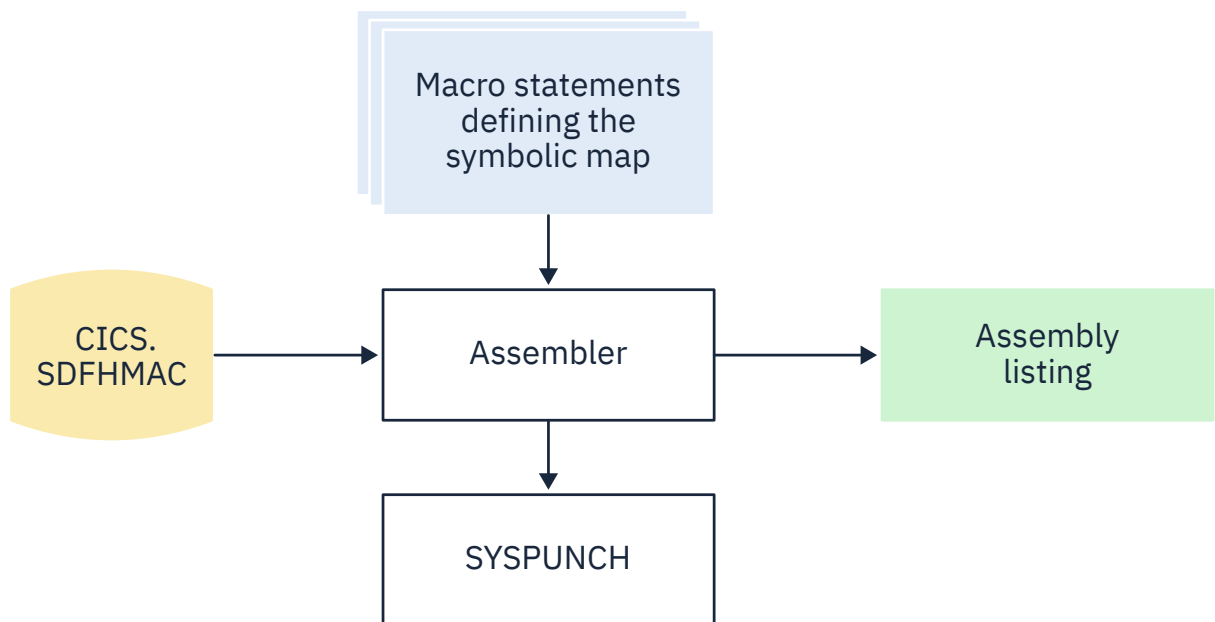 Macro statements
defining the
symbolic map
CICS.
SDFHMAC
Assembler
Assembly
listing
SYSPUNCH